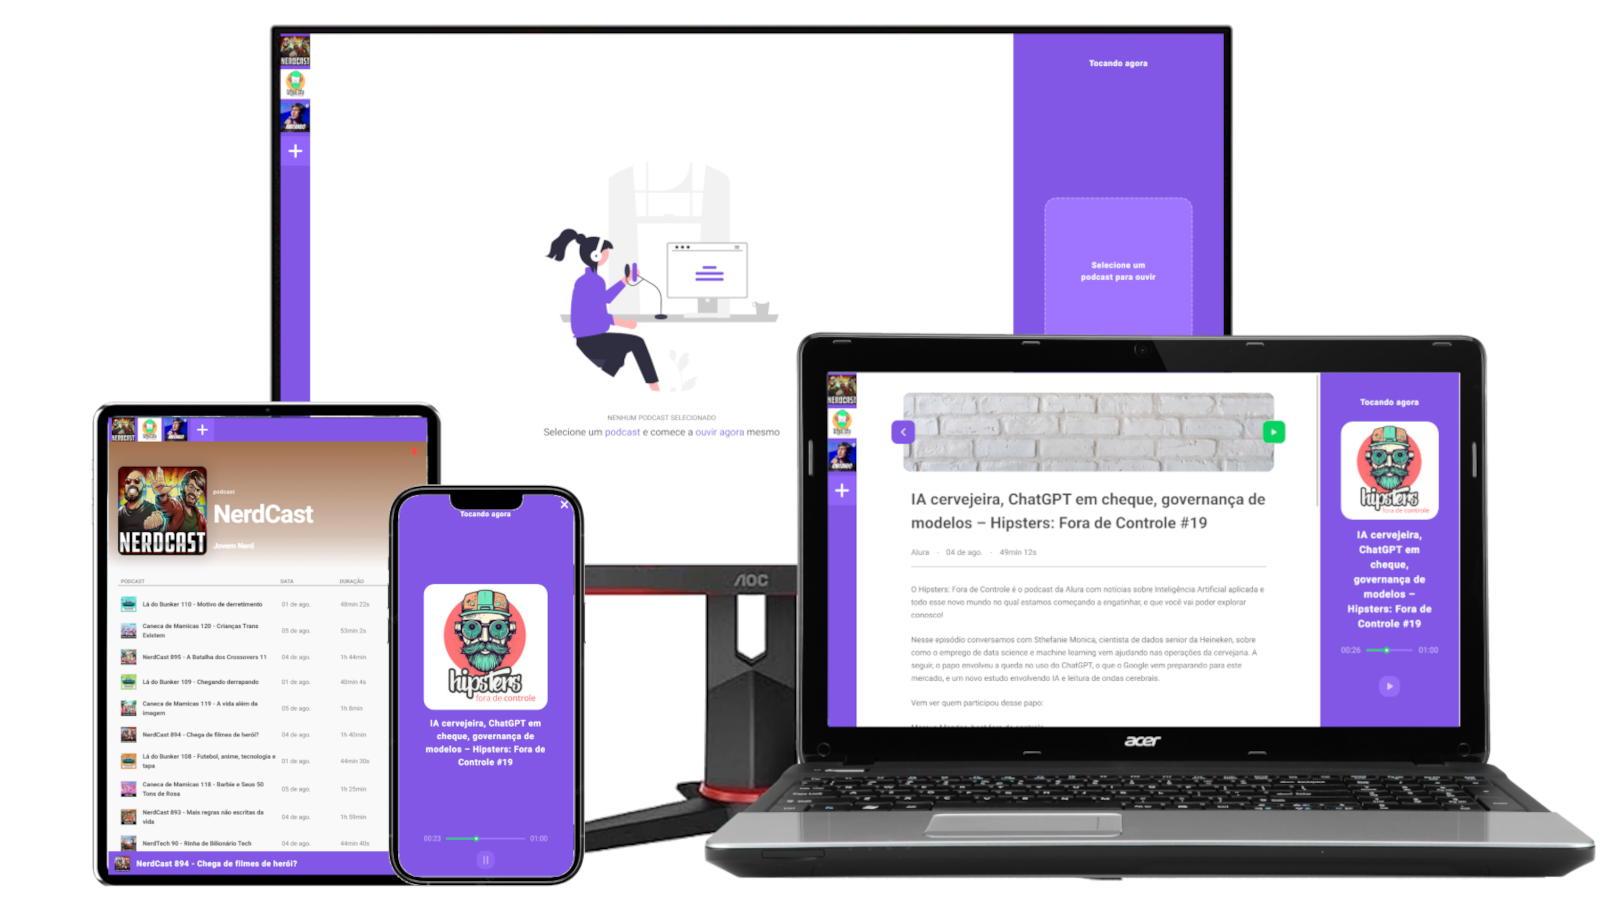 NERDCAST
Tocando agora
Selecione um
podcast para ouvir
NENHUM PODCAST SELECIONADO
Selecione um podcast e comece a ouvir agora mesmo
AOC
NERDCAST
podcast
NerdCast
Jovem Nerd
NERDCAST
PODCAST DATA DURAÇÃO
Lá do Bunker 110 - Motivo de derretimento 01 de ago. 48min 22s
Caneca de Mamicas 120 - Crianças Trans
Existem 05 de ago. 53min 2s
NerdCast 895 - A Batalha dos Crossovers 11 04 de ago. 1h 44min
Lá do Bunker 109 - Chegando derrapando 01 de ago. 40min 4s
Caneca de Mamicas 119 - A vida além da
imagem 05 de ago. 1h 8min
NerdCast 894 - Chega de filmes de herói? 04 de ago. 1h 40min
Lá do Bunker 108 - Futebol, anime, tecnologia e
tapa 01 de ago. 44min 30s
Caneca de Mamicas 118 - Barbie e Seus 50
Tons de Rosa 05 de ago. 1h 25min
NerdCast 893 - Mais regras não escritas da
vida 04 de ago. 1h 59min
NerdTech 90 - Rinha de Bilionário Tech 04 de ago. 44min 40s
NerdCast 894 - Chega de filmes de herói?
Tocando agora
hipsters
fora de controle
IA cervejeira, ChatGPT em
cheque, governança de
modelos – Hipsters: Fora de
Controle #19
00:23 01:00
NERDCAST
IA cervejeira, ChatGPT em cheque, governança de
modelos – Hipsters: Fora de Controle #19
Alura · 04 de ago. · 49min 12s
O Hipsters: Fora de Controle é o podcast da Alura com notícias sobre Inteligência Artificial aplicada e
todo esse novo mundo no qual estamos começando a engatinhar, e que você vai poder explorar
conosco!
Nesse episódio conversamos com Sthefanie Monica, cientista de dados senior da Heineken, sobre
como o emprego de data science e machine learning vem ajudando nas operações da cervejaria. A
seguir, o papo envolveu a queda no uso do ChatGPT, o que o Google vem preparando para este
mercado, e um novo estudo envolvendo IA e leitura de ondas cerebrais.
Vem ver quem participou desse papo:
Tocando agora
hipsters
fora de controle
IA cervejeira,
ChatGPT em
cheque,
governança de
modelos –
Hipsters: Fora de
Controle #19
00:26 01:00
acer